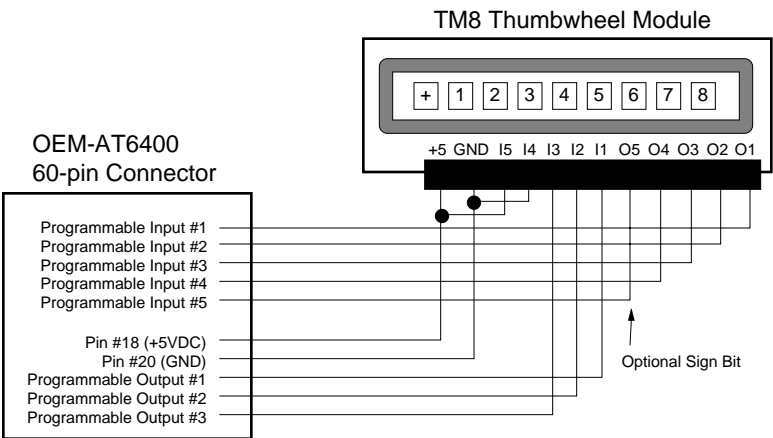 TM8 Thumbwheel Module
+ 1 2 3 4 5 6 7 8
+5 GND I5 I4 I3 I2 I1 O5 O4 O3 O2 O1
OEM-AT6400
60-pin Connector
Programmable Input #1
Programmable Input #2
Programmable Input #3
Programmable Input #4
Programmable Input #5
Pin #18 (+5VDC)
Pin #20 (GND)
Programmable Output #1
Programmable Output #2
Programmable Output #3
Optional Sign Bit